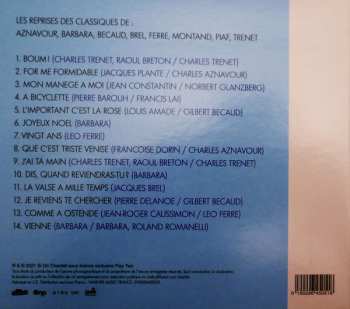 LES REPRISES DES CLASSIQUES DE :
AZNAVOUR, BARBARA, BECAUD, BREL, FERRE, MONTAND, PIAF, TRENET
1. BOUM ! (CHARLES TRENET, RAOUL BRETON / CHARLES TRENET)
2. FOR ME FORMIDABLE (JACQUES PLANTE / CHARLES AZNAVOUR)
3. MON MANEGE A MOI (JEAN CONSTANTIN / NORBERT GLANZBERG)
4. A BICYCLETTE (PIERRE BAROUH / FRANCIS LAI)
5. L'IMPORTANT C'EST LA ROSE (LOUIS AMADE / GILBERT BECAUD)
6. JOYEUX NOEL (BARBARA)
7. VINGT ANS (LEO FERRE)
8. QUE C'EST TRISTE VENISE (FRANCOISE DORIN / CHARLES AZNAVOUR)
9. J'AI TA MAIN (CHARLES TRENET, RAOUL BRETON / CHARLES TRENET)
10. DIS, QUAND REVIENDRAS-TU ? (BARBARA)
11. LA VALSE A MILLE TEMPS (JACQUES BREL)
12. JE REVIENS TE CHERCHER (PIERRE DELANOE / GILBERT BECAUD)
13. COMME A OSTENDE (JEAN-ROGER CAUSSIMON / LEO FERRE)
14. VIENNE (BARBARA / BARBARA, ROLAND ROMANELLI)